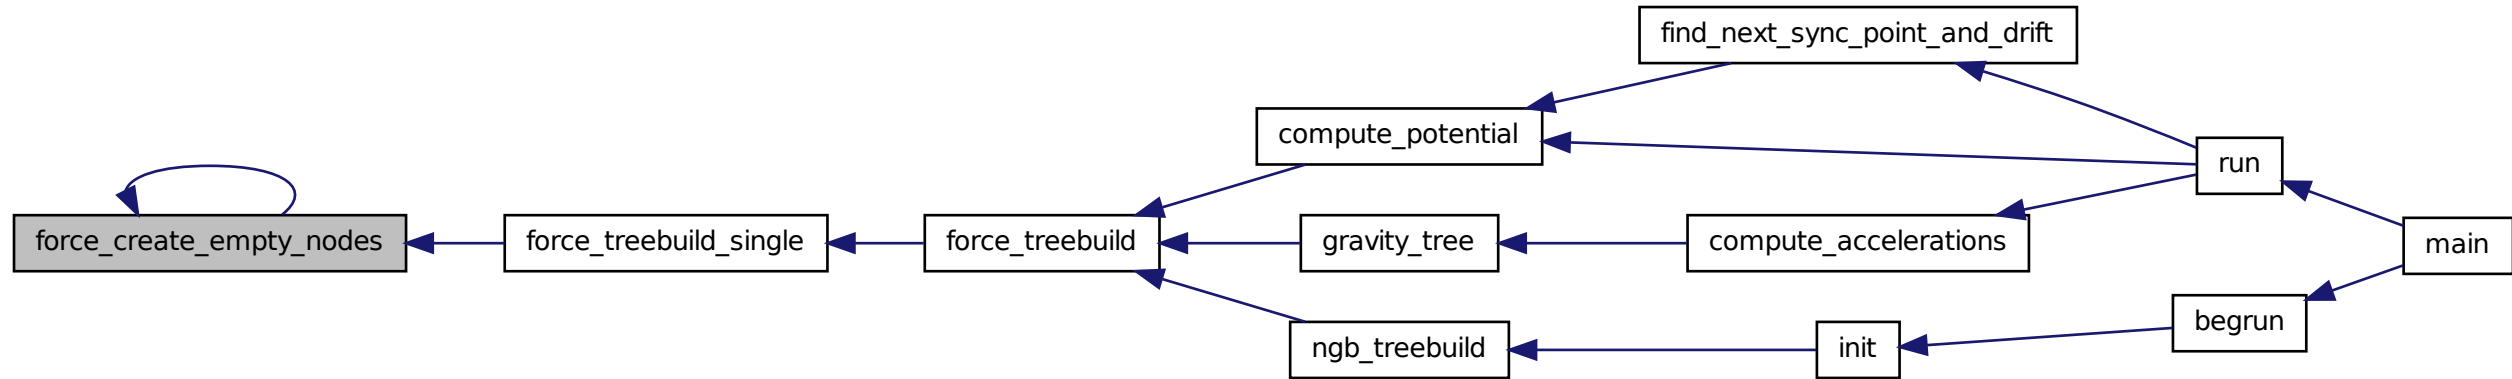 find_next_sync_point_and_drift
compute_potential
run
force_create_empty_nodes
force_treebuild_single
force_treebuild
gravity_tree
compute_accelerations
main
begrun
ngb_treebuild
init